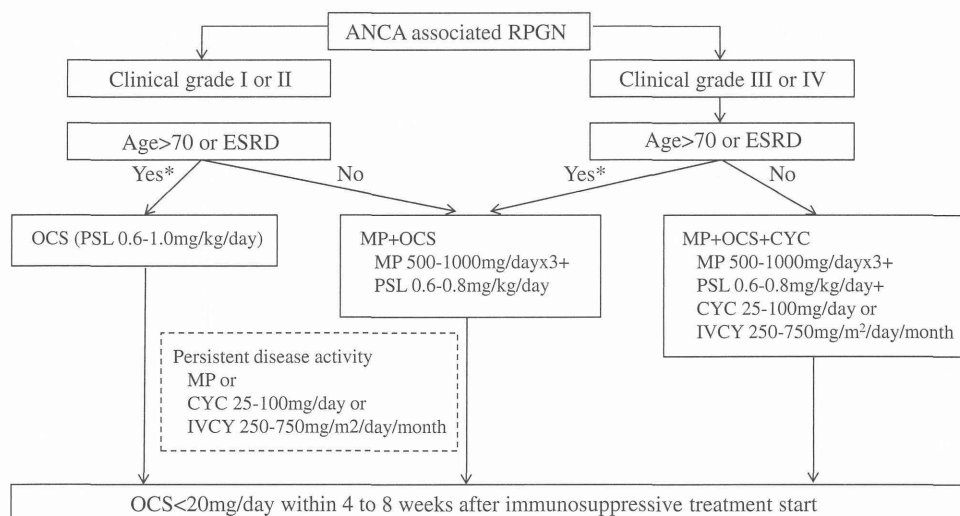 ANCA associated RPGN
Clinical grade I or II
Clinical grade III or IV
Age>70 or ESRD
Age>70 or ESRD
Yes*
No
Yes*
No
OCS (PSL 0.6-1.0mg/kg/day)
MP+OCS
MP 500-1000mg/dayx3+
PSL 0.6-0.8mg/kg/day
MP+OCS+CYC
MP 500-1000mg/dayx3+
PSL 0.6-0.8mg/kg/day+
CYC 25-100mg/day or
IVCY 250-750mg/m²/day/month
Persistent disease activity
MP or
CYC 25-100mg/day or
IVCY 250-750mg/m2/day/month
OCS<20mg/day within 4 to 8 weeks after immunosuppressive treatment start